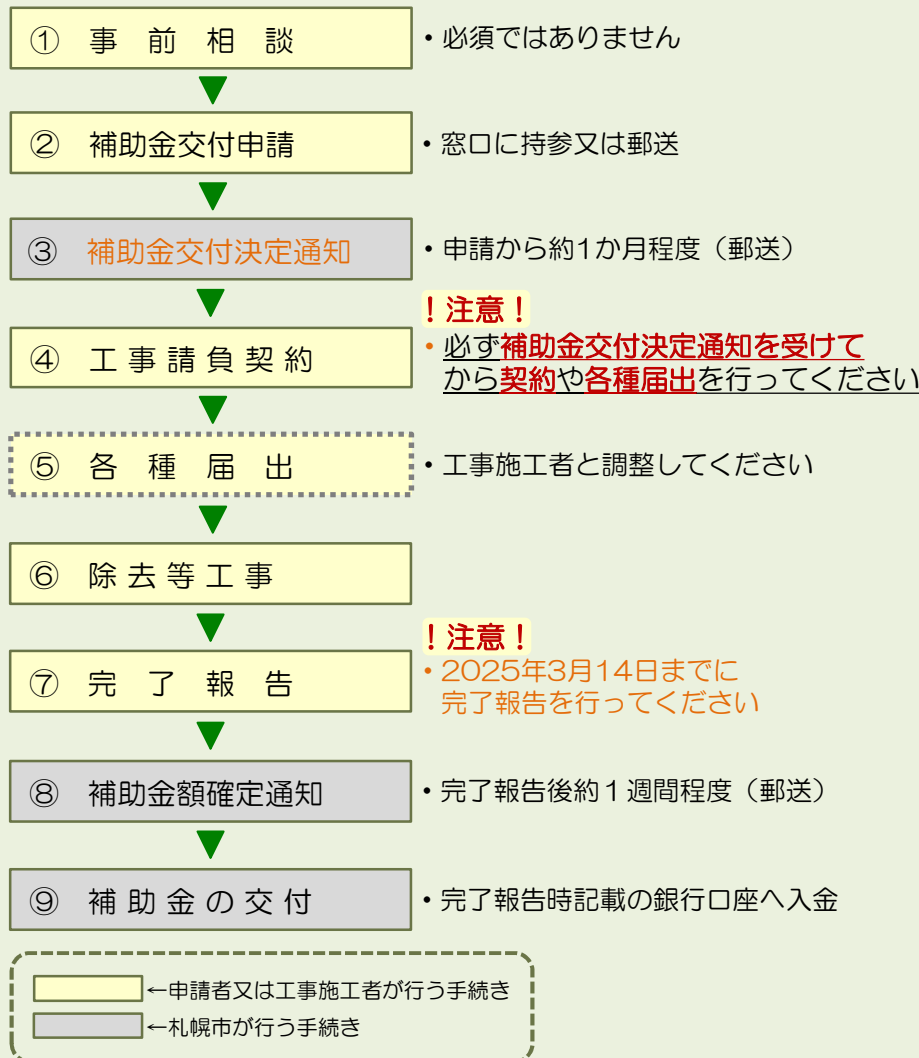 ① 事前相談
・必須ではありません
② 補助金交付申請
・窓口に持参又は郵送
③ 補助金交付決定通知
・申請から約1か月程度（郵送）
！注意！
④ 工事請負契約
・必ず補助金交付決定通知を受けて
から契約や各種届出を行ってください
⑤ 各種届出
・工事施工者と調整してください
⑥ 除去等工事
！注意！
⑦ 完了報告
・2025年3月14日までに
完了報告を行ってください
⑧ 補助金額確定通知
・完了報告後約１週間程度（郵送）
⑨ 補助金の交付
・完了報告時記載の銀行口座へ入金
←申請者又は工事施工者が行う手続き
←札幌市が行う手続き